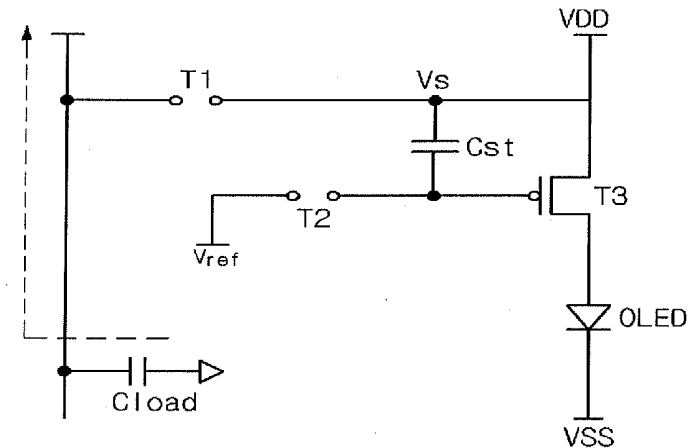 VDD
T1
Vs
Cst
T3
T2
Vref
OLED
Cload
VSS